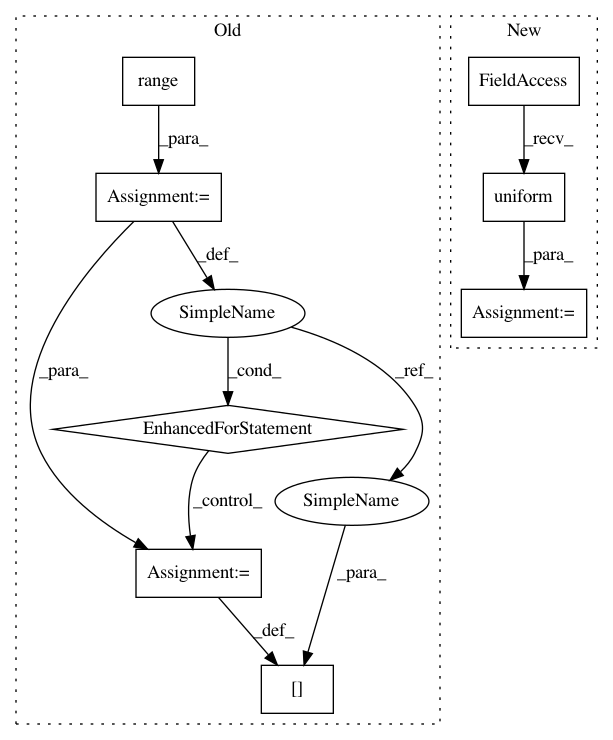 Old
New
range
FieldAccess
_para_
_recv_
Assignment:=
uniform
_def_
_para_
SimpleName
Assignment:=
_para_
_cond_
_ref_
EnhancedForStatement
_control_
SimpleName
Assignment:=
_para_
_def_
[]